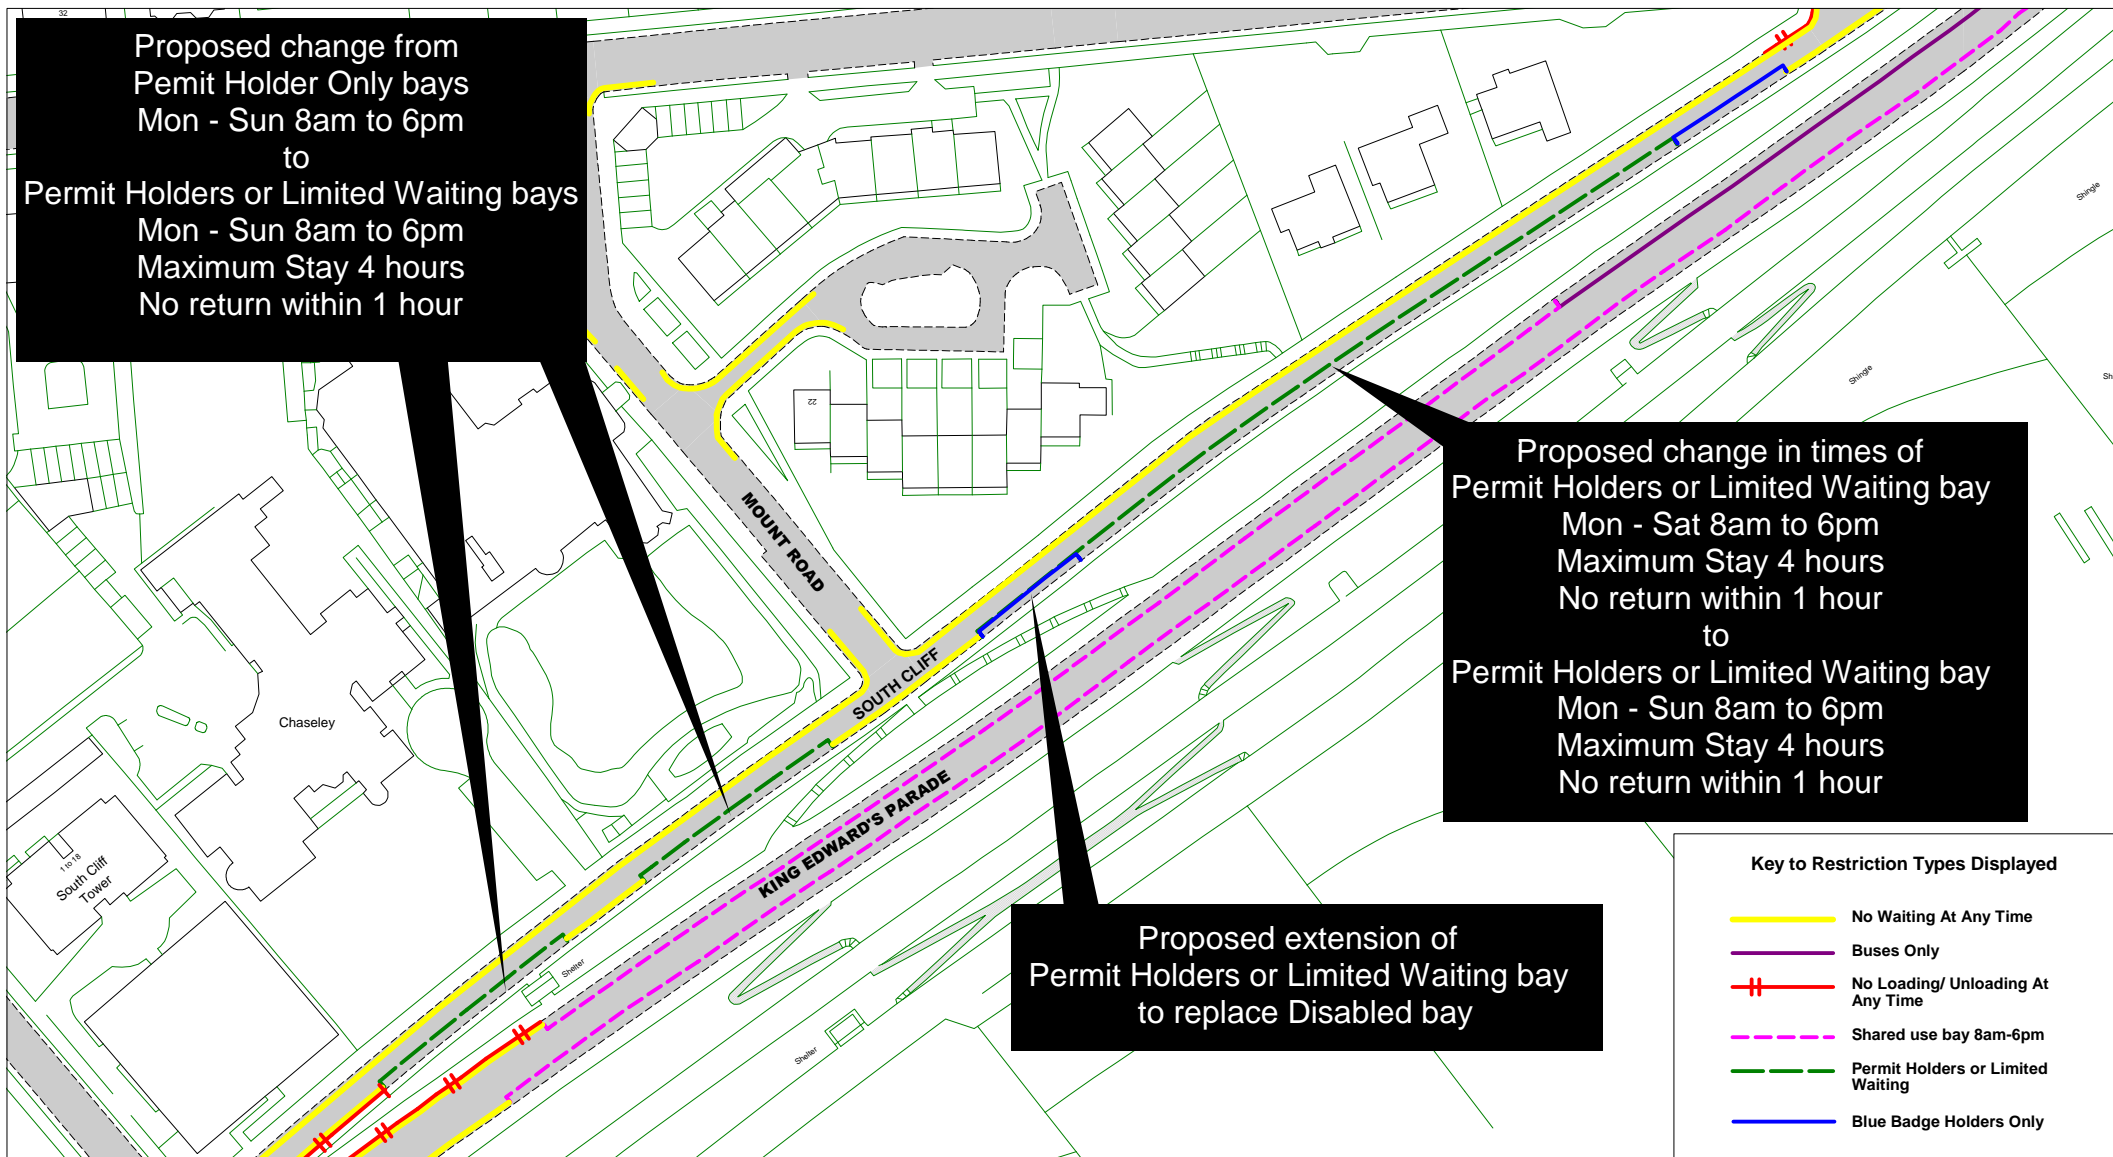 32
Proposed change from
Pemit Holder Only bays
Mon - Sun 8am to 6pm
to
Permit Holders or Limited Waiting bays
Mon - Sun 8am to 6pm
Maximum Stay 4 hours
No return within 1 hour
Shingle
Shingle
Sh
22
MOUNT ROAD
SOUTH CLIFF
KING EDWARD'S PARADE
Chaseley
1 to 18
South Cliff
Tower
Shelter
Shelter
Proposed change in times of
Permit Holders or Limited Waiting bay
Mon - Sat 8am to 6pm
Maximum Stay 4 hours
No return within 1 hour
to
Permit Holders or Limited Waiting bay
Mon - Sun 8am to 6pm
Maximum Stay 4 hours
No return within 1 hour
Proposed extension of
Permit Holders or Limited Waiting bay
to replace Disabled bay
Key to Restriction Types Displayed
No Waiting At Any Time
Buses Only
No Loading/ Unloading At
Any Time
Shared use bay 8am-6pm
Permit Holders or Limited
Waiting
Blue Badge Holders Only